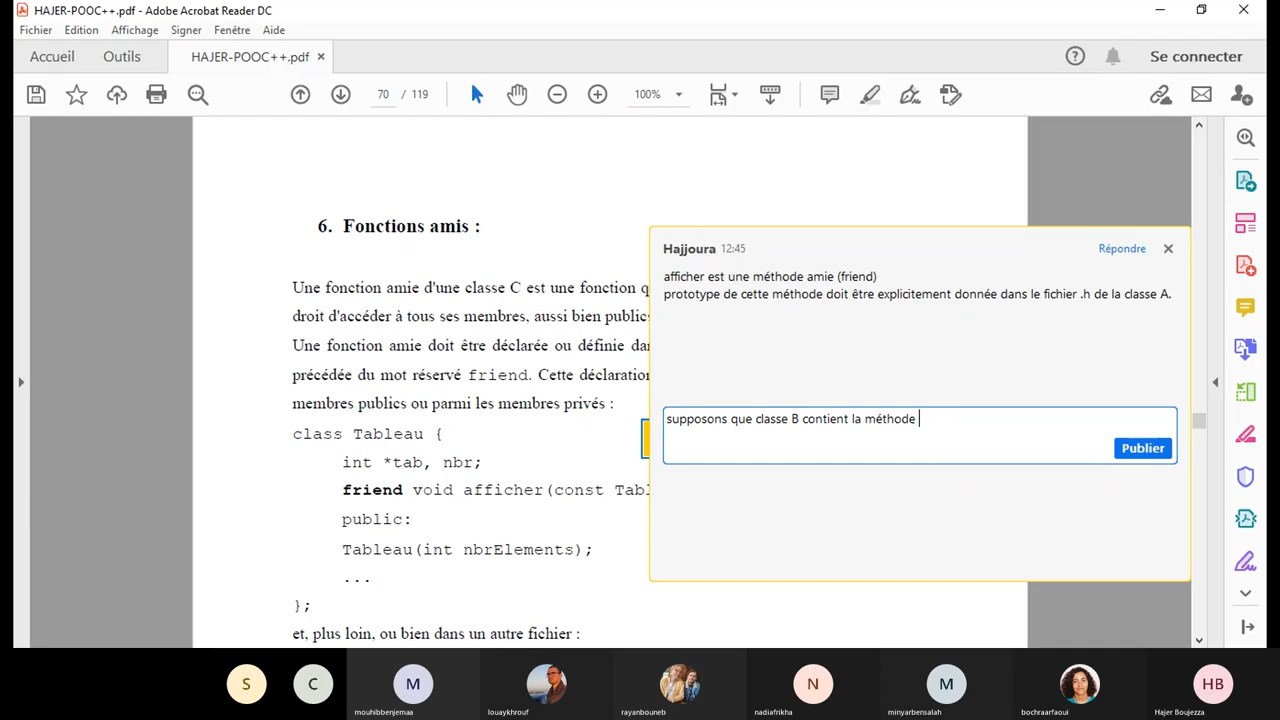 HAJER-POOC++.pdf - Adobe Acrobat Reader DC
Fichier Edition Affichage Signer Fenêtre Aide
Accueil Outils HAJER-POOC++.pdf × Se connecter
70 / 119 100%
6. Fonctions amis :
Une fonction amie d'une classe C est une fonction q
droit d'accéder à tous ses membres, aussi bien publics
Une fonction amie doit être déclarée ou définie da
précédée du mot réservé friend. Cette déclaration
membres publics ou parmi les membres privés :
class Tableau {
int *tab, nbr;
friend void afficher(const Tabl
public:
Tableau(int nbrElements);
...
};
et, plus loin, ou bien dans un autre fichier :
Hajjoura 12:45 Répondre
afficher est une méthode amie (friend)
prototype de cette méthode doit être explicitement donnée dans le fichier .h de la classe A.
supposons que classe B contient la méthode
Publier
S C M N M HB
mouhibbenjemaa louaykhrouf rayanbouneb nadiafrikha minyarbensalah bochraarfaoui Hajer Boujezza